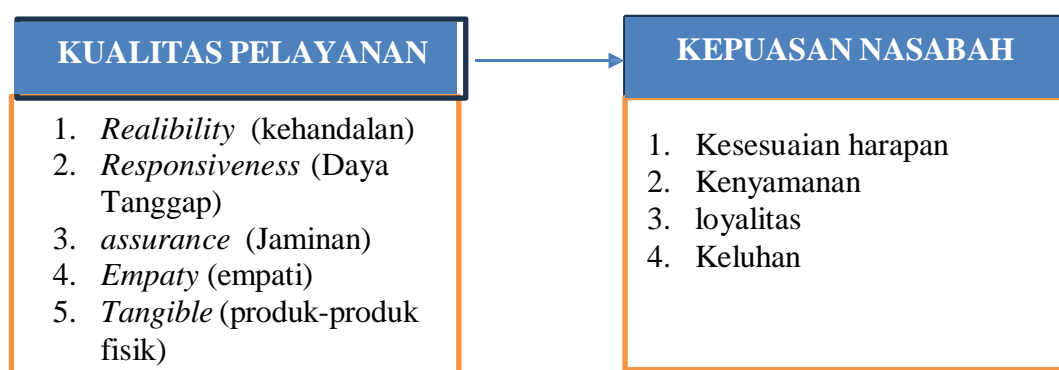 KUALITAS PELAYANAN
1. Realibility (kehandalan)
2. Responsiveness (Daya
Tanggap)
3. assurance (Jaminan)
4. Empaty (empati)
5. Tangible (produk-produk
fisik)
KEPUASAN NASABAH
1. Kesesuaian harapan
2. Kenyamanan
3. loyalitas
4. Keluhan